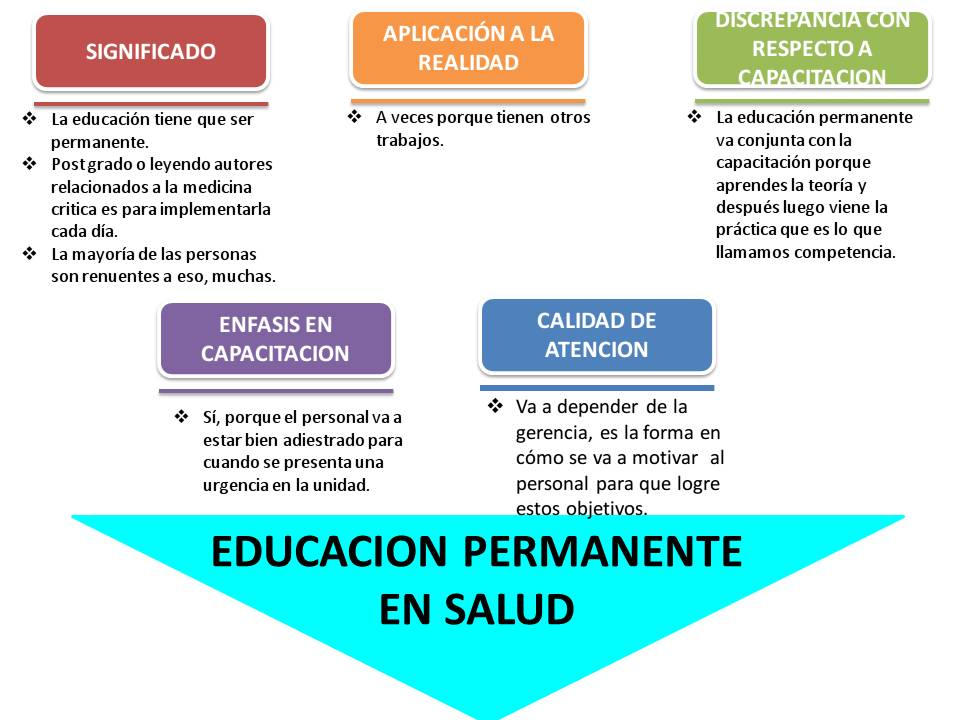 SIGNIFICADO
❖ La educación tiene que ser
permanente.
❖ Postgrado o leyendo autores
relacionados a la medicina
critica es para implementarla
cada día.
❖ La mayoría de las personas
son renuentes a eso, muchas.
APLICACIÓN A LA
REALIDAD
❖ A veces porque tienen otros
trabajos.
DISCREPANCIA CON
RESPECTO A
CAPACITACION
❖ La educación permanente
va conjunta con la
capacitación porque
aprendes la teoría y
después luego viene la
práctica que es lo que
llamamos competencia.
ENFASIS EN
CAPACITACION
❖ Sí, porque el personal va a
estar bien adiestrado para
cuando se presenta una
urgencia en la unidad.
CALIDAD DE
ATENCION
❖ Va a depender de la
gerencia, es la forma en
cómo se va a motivar al
personal para que logre
estos objetivos.
EDUCACION PERMANENTE
EN SALUD